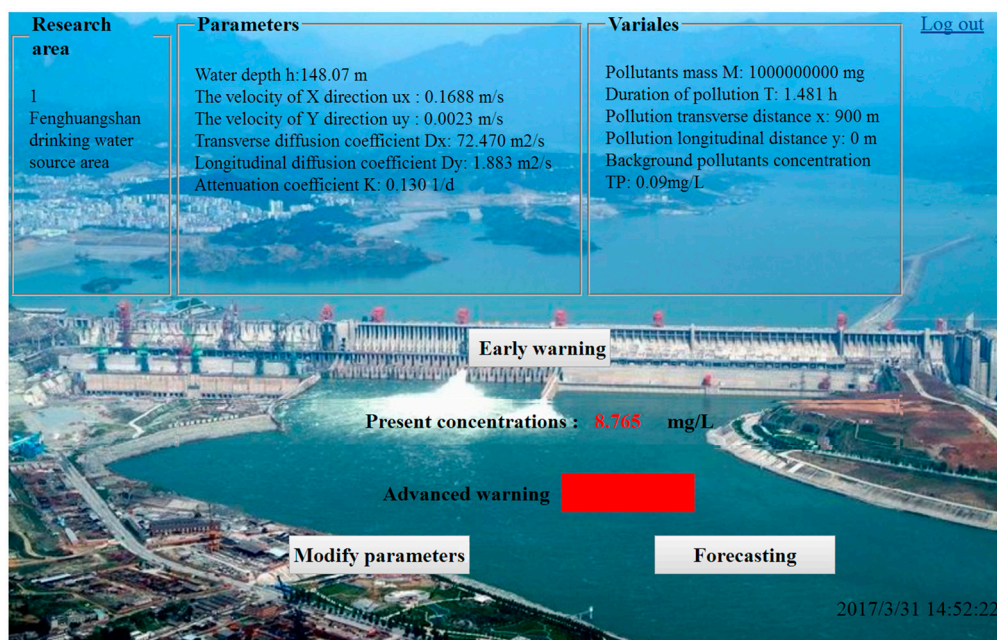 Research
area
1
Fenghuangshan
drinking water
source area
Parameters
Water depth h:148.07 m
The velocity of X direction ux : 0.1688 m/s
The velocity of Y direction uy : 0.0023 m/s
Transverse diffusion coefficient Dx: 72.470 m2/s
Longitudinal diffusion coefficient Dy: 1.883 m2/s
Attenuation coefficient K: 0.130 1/d
Variales
Pollutants mass M: 1000000000 mg
Duration of pollution T: 1.481 h
Pollution transverse distance x: 900 m
Pollution longitudinal distance y: 0 m
Background pollutants concentration
TP: 0.09mg/L
Log out
Early warning
Present concentrations : 8.765 mg/L
Advanced warning
Modify parameters
Forecasting
2017/3/31 14:52:22